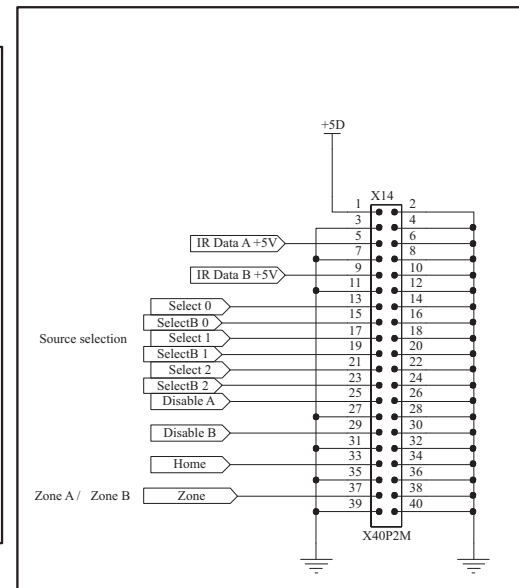 +5D
X14
1 2
3 4
IR Data A +5V 5 6
7 8
IR Data B +5V 9 10
11 12
Select 0 13 14
SelectB 0 15 16
Select 1 17 18
Source selection
SelectB 1 19 20
Select 2 21 22
SelectB 2 23 24
Disable A 25 26
27 28
Disable B 29 30
31 32
Home 33 34
35 36
Zone A / Zone B Zone 37 38
39 40
X40P2M